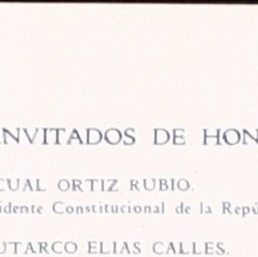 INVITADOS DE HON
CUAL ORTIZ RUBIO.
idente Constitucional de la Repú
UTARCO ELIAS CALLES.